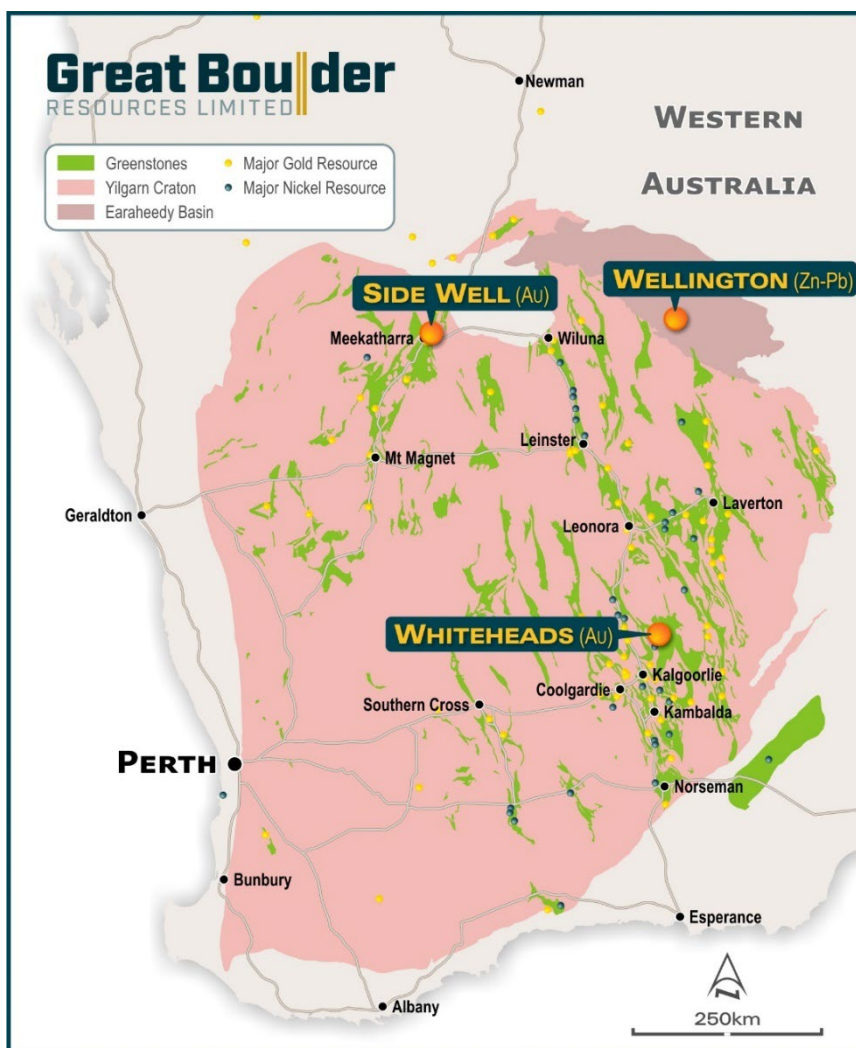 Great Boulder
RESOURCES LIMITED
Newman
WESTERN
AUSTRALIA
Greenstones
Major Gold Resource
Yilgarn Craton
Major Nickel Resource
Earaheedy Basin
SIDE WELL (Au)
WELLINGTON (Zn-Pb)
Meekatharra
Wiluna
Leinster
Mt Magnet
Geraldton
Laverton
Leonora
WHITEHEADS (Au)
Kalgoorlie
Coolgardie
Southern Cross
Kambalda
PERTH
Norseman
Bunbury
Esperance
Albany
N
250km